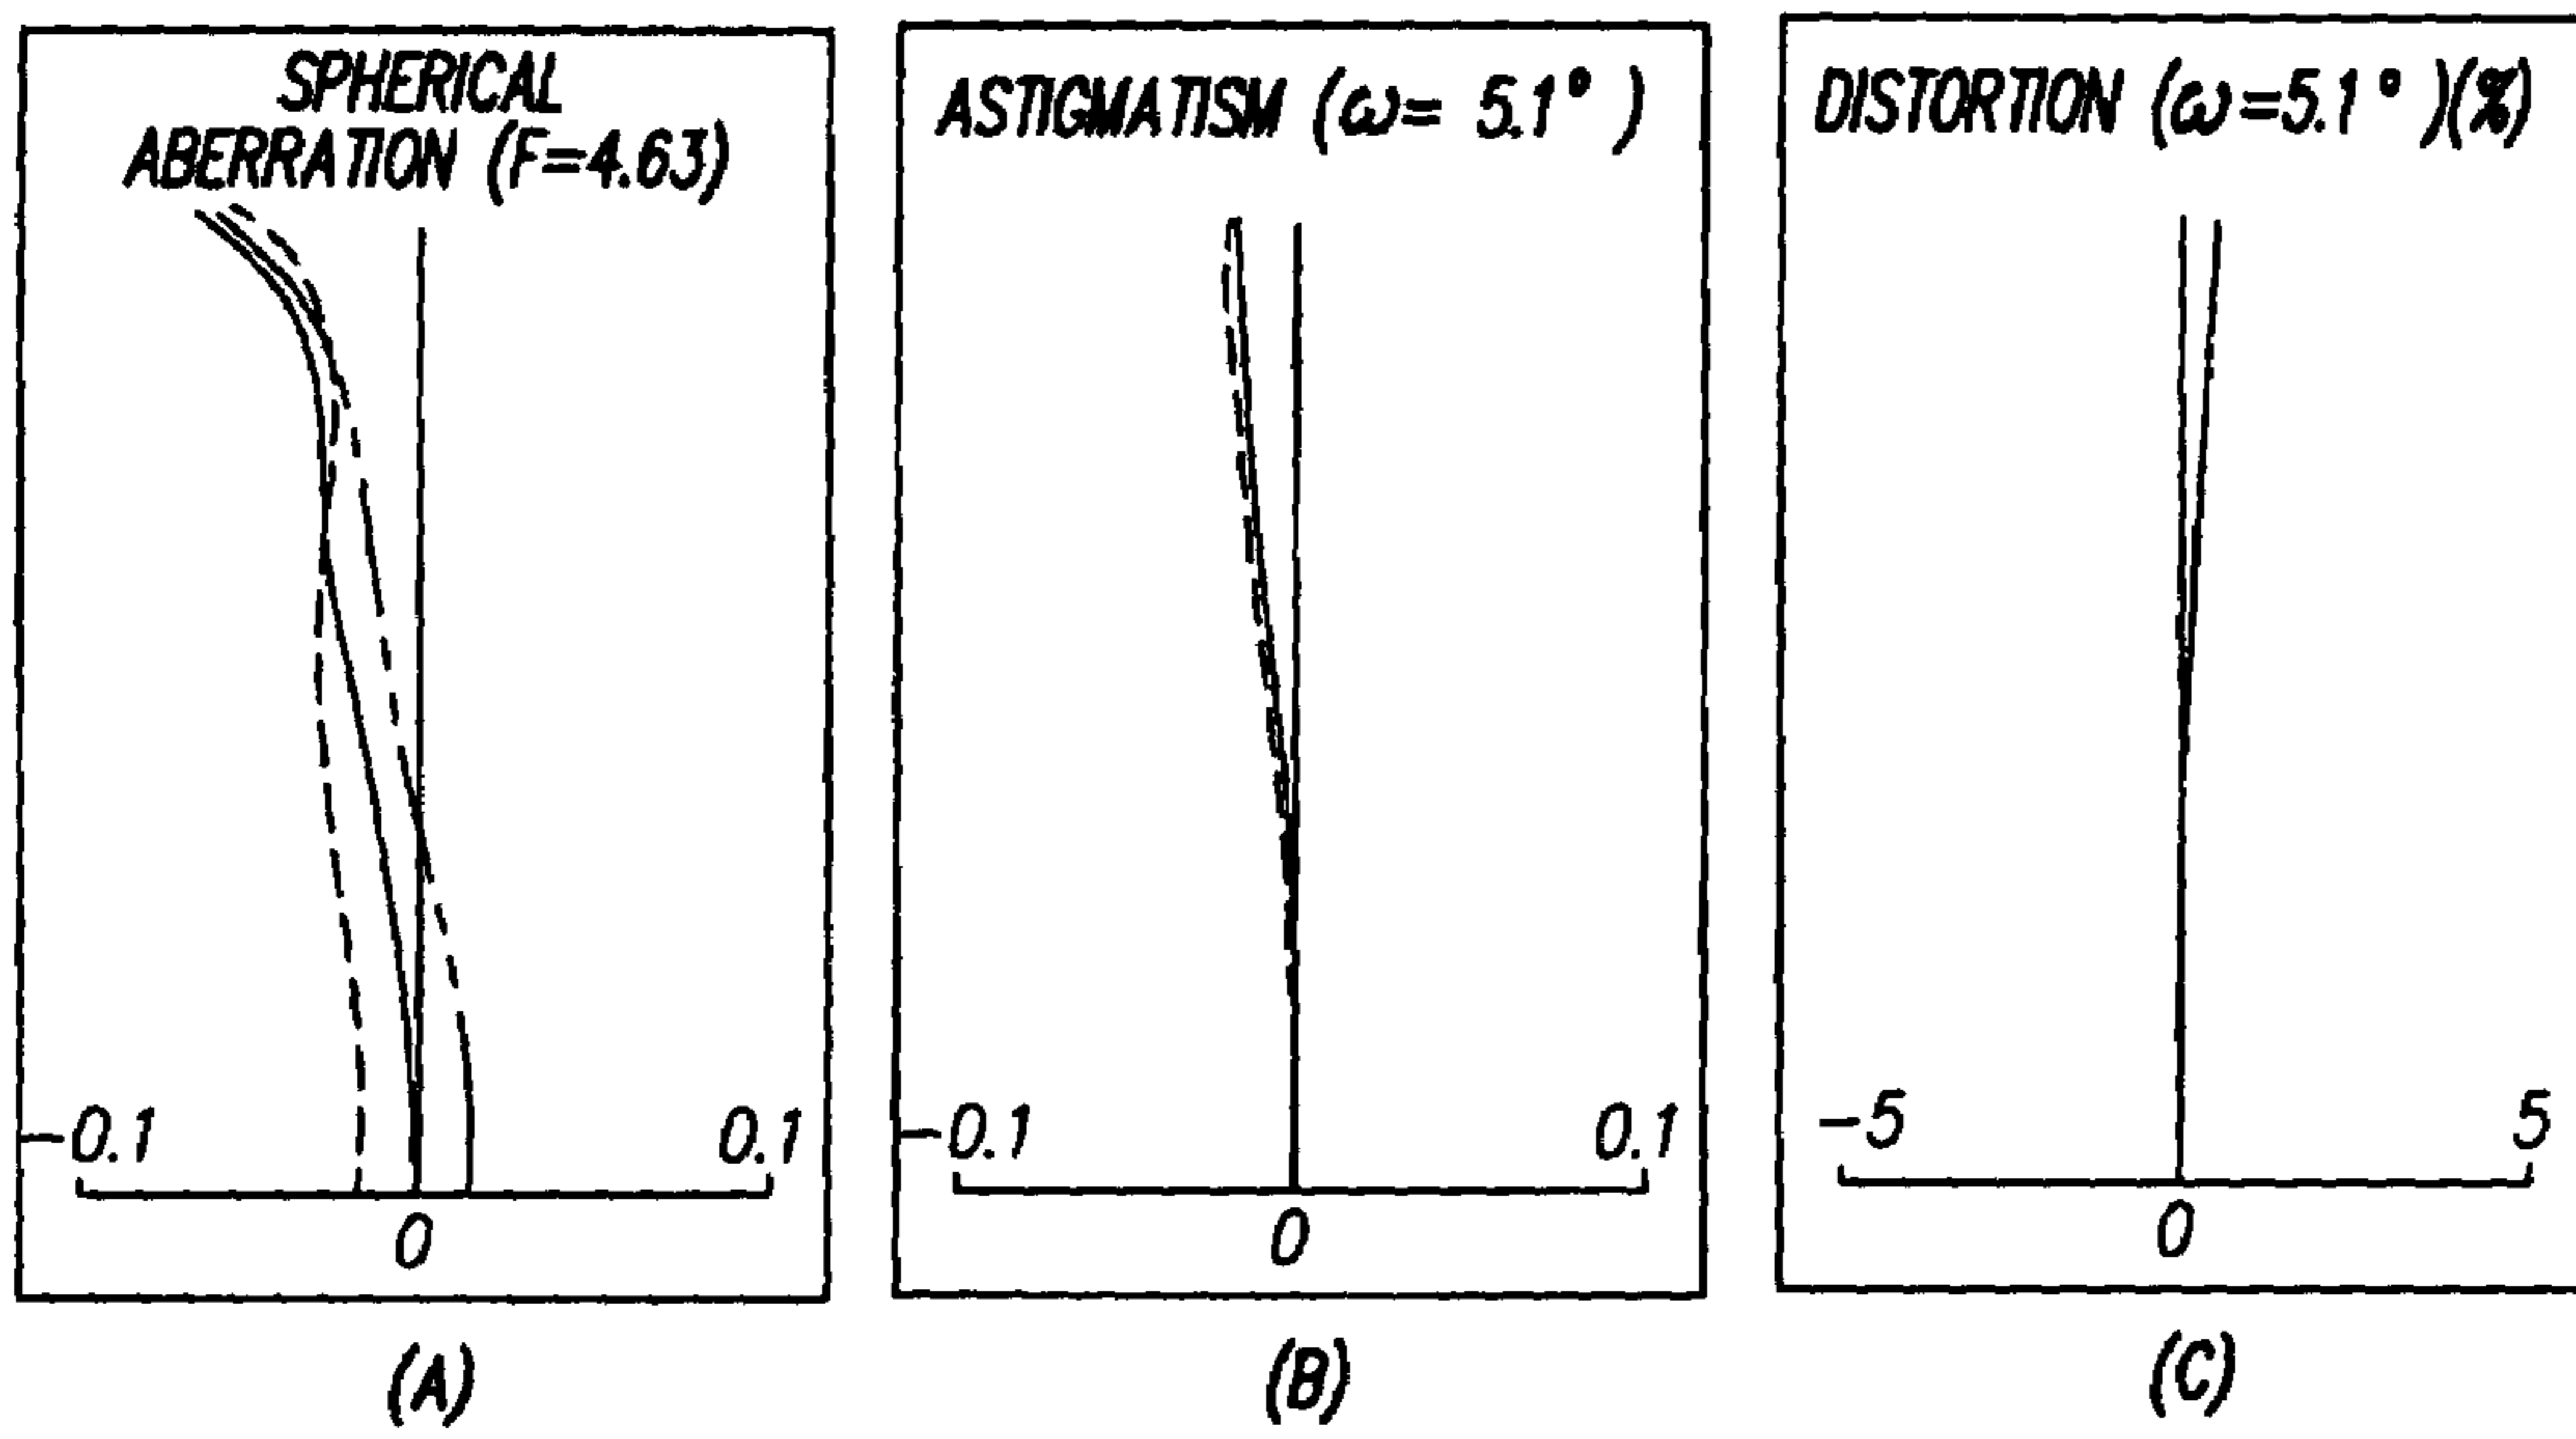 SPHERICAL
ABERRATION (F=4.63)
-0.1
0.1
0
(A)
ASTIGMATISM (ω= 5.1° )
-0.1
0.1
0
(B)
DISTORTION (ω=5.1° )(%)
-5
5
0
(C)